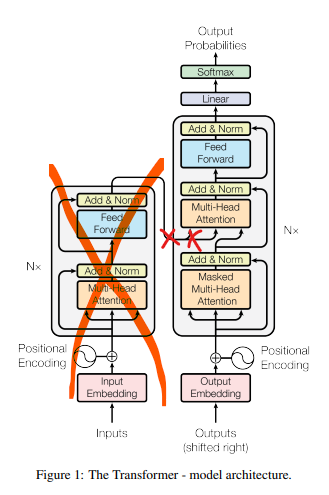 Output
Probabilities
Softmax
Linear
Add & Norm
Feed
Forward
Add & Norm
Multi-Head
Attention
Add & Norm
Masked
Multi-Head
Attention
Nx
Add & Norm
Feed
Forward
Add & Norm
Multi-Head
Attention
Nx
Positional
Encoding
Positional
Encoding
Input
Embedding
Output
Embedding
Inputs
Outputs
(shifted right)
Figure 1: The Transformer - model architecture.